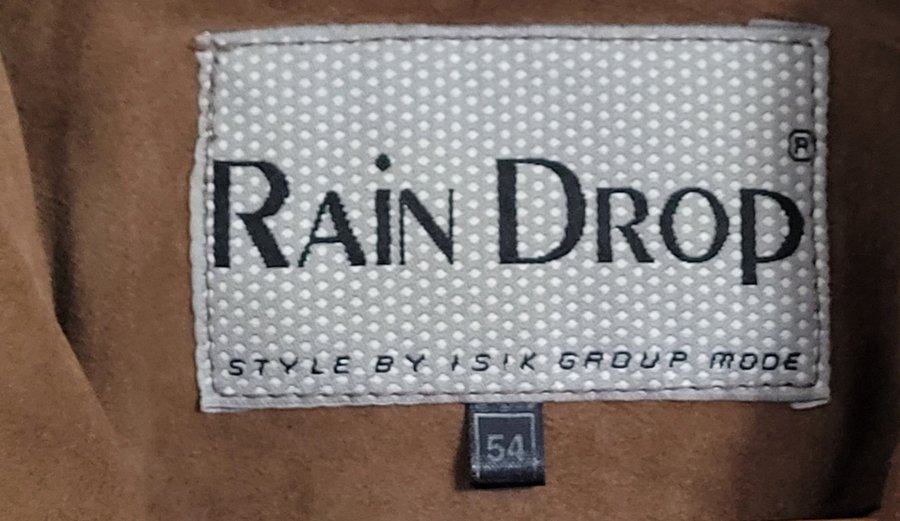 RAiN DROP ®
STYLE BY ISIK GROUP MODE
54